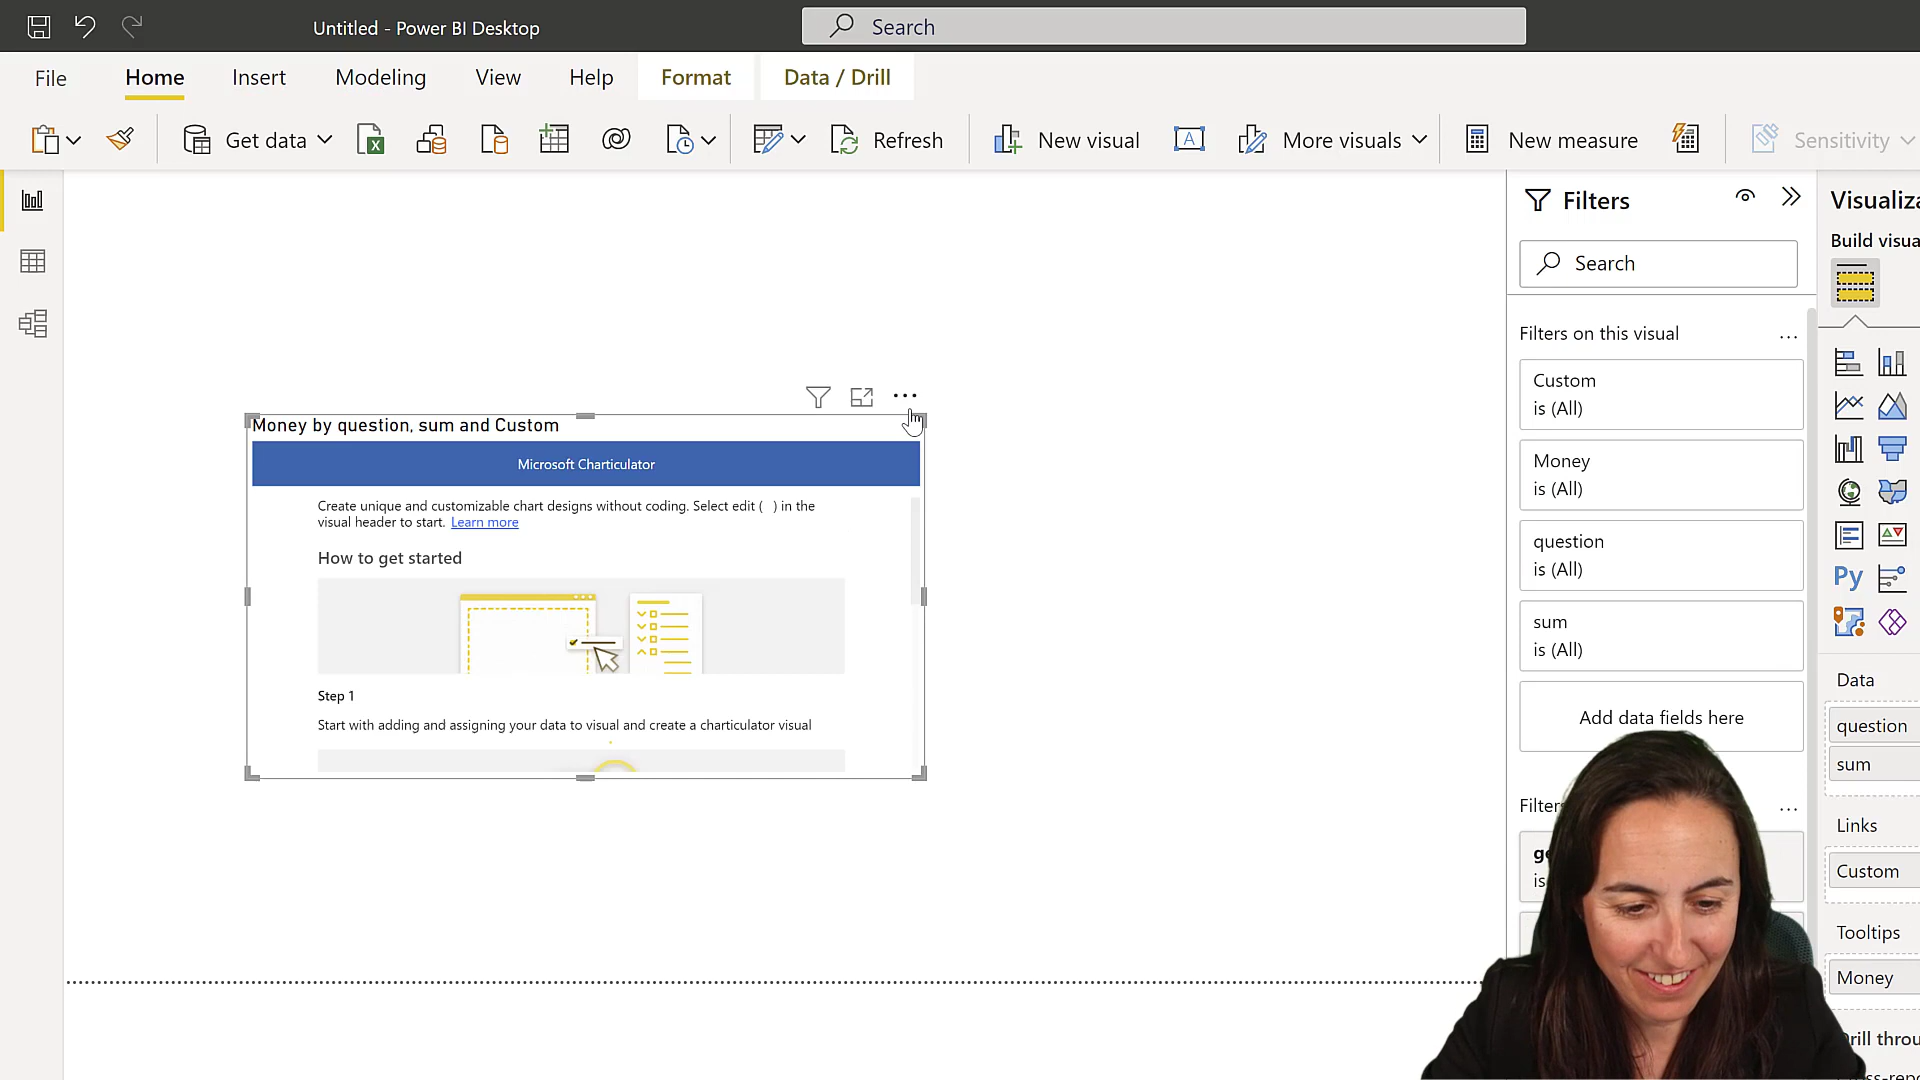 Untitled - Power BI Desktop
Search
File
Home
Insert
Modeling
View
Help
Format
Data / Drill
Get data
Refresh
New visual
More visuals
New measure
Sensitivity
Money by question, sum and Custom
Microsoft Charticulator
Create unique and customizable chart designs without coding. Select edit ( ) in the
visual header to start. Learn more
How to get started
Step 1
Start with adding and assigning your data to visual and create a charticulator visual
Filters
Search
Filters on this visual
Custom
is (All)
Money
is (All)
question
is (All)
sum
is (All)
Add data fields here
Build visua
Py
Data
question
sum
Links
Custom
Tooltips
Money